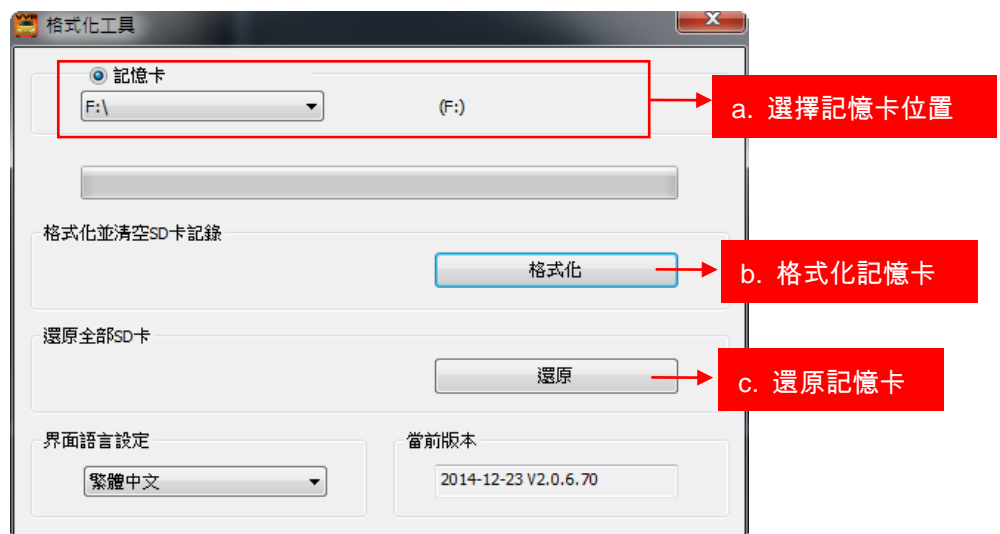 格式化工具
記憶卡
F:\
(F:)
a. 選擇記憶卡位置
格式化並清空SD卡記錄
格式化
b. 格式化記憶卡
還原全部SD卡
還原
c. 還原記憶卡
界面語言設定
當前版本
繁體中文
2014-12-23 V2.0.6.70